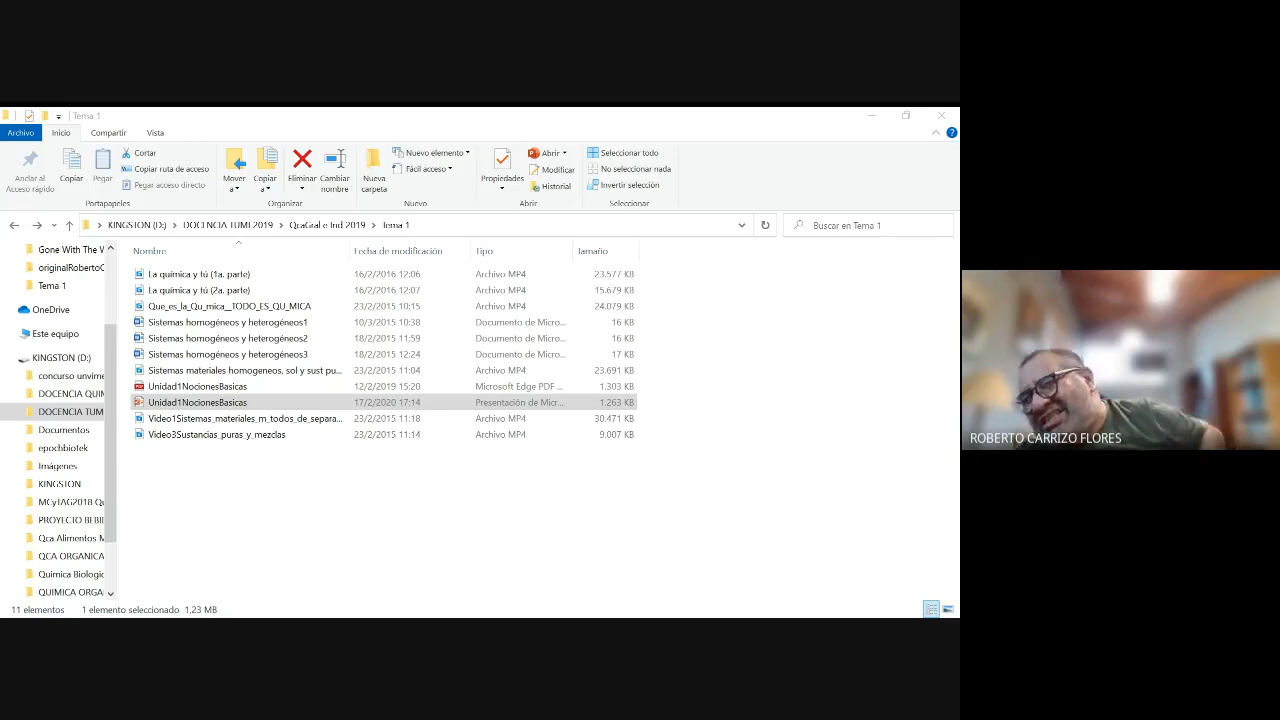 Tema 1
Archivo Inicio Compartir Vista
Andar al Acceso rápido
Copiar
Pegar
Cortar
Copiar ruta de acceso
Pegar acceso directo
Portapapeles
Mover a
Copiar a
Eliminar
Cambiar nombre
Organizar
Nueva carpeta
Nuevo elemento
Fácil acceso
Nuevo
Propiedades
Abrir
Modificar
Historial
Abrir
Seleccionar todo
No seleccionar nada
Invertir selección
Seleccionar
KINGSTON (D:) > DOCENCIA TUMI 2019 > QcaGral e Ind 2019 > Tema 1
Buscar en Tema 1
Gone With The W
originalRobertoC
Tema 1
OneDrive
Este equipo
KINGSTON (D:)
concurso unvime
DOCENCIA QUIN
DOCENCIA TUM
Documentos
epochbiotek
Imágenes
KINGSTON
MCyTAG2018 Qu
PROYECTO BEBI
Qca Alimentos M
QCA ORGANICA
Quimica Biologic
QUIMICA ORGA
Nombre Fecha de modificación Tipo Tamaño
La química y tú (1a. parte) 16/2/2016 12:06 Archivo MP4 23.577 KB
La química y tú (2a. parte) 16/2/2016 12:07 Archivo MP4 15.679 KB
Que_es_la_Qu_mica__TODO_ES_QU_MICA 23/2/2015 10:15 Archivo MP4 24.079 KB
Sistemas homogéneos y heterogéneos1 10/3/2015 10:38 Documento de Micro... 16 KB
Sistemas homogéneos y heterogéneos2 18/2/2015 11:59 Documento de Micro... 16 KB
Sistemas homogéneos y heterogéneos3 18/2/2015 12:24 Documento de Micro... 17 KB
Sistemas materiales homogeneos, sol y sust pu... 23/2/2015 11:04 Archivo MP4 23.691 KB
Unidad1NocionesBasicas 12/2/2019 15:20 Microsoft Edge PDF ... 1.303 KB
Unidad1NocionesBasicas 17/2/2020 17:14 Presentación de Micr... 1.263 KB
Video1Sistemas_materiales_m_todos_de_separa... 23/2/2015 11:18 Archivo MP4 30.471 KB
Video3Sustancias_puras_y_mezclas 23/2/2015 11:14 Archivo MP4 9.007 KB
11 elementos 1 elemento seleccionado 1,23 MB
ROBERTO CARRIZO FLORES